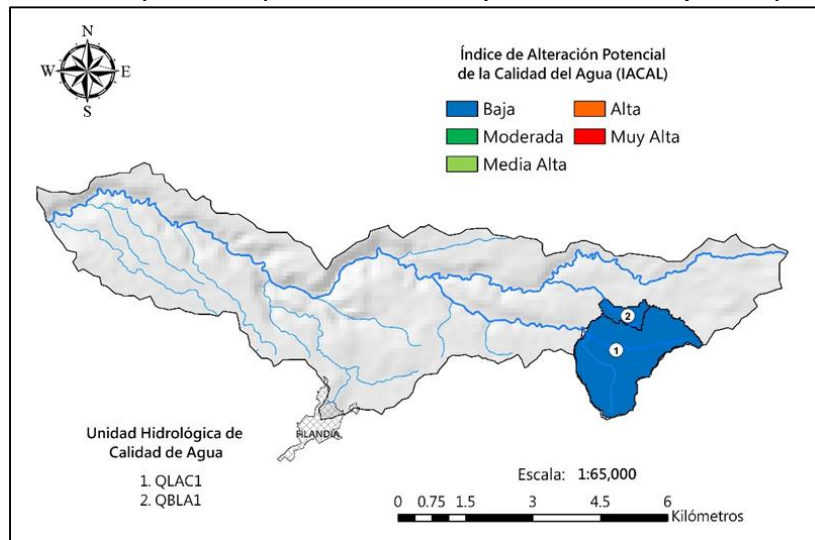 N
W E
S
Índice de Alteración Potencial
de la Calidad del Agua (IACAL)
Baja Alta
Moderada Muy Alta
Media Alta
2
1
FILANDIA
Unidad Hidrológica de
Calidad de Agua
1. QLAC1
2. QBLA1
Escala: 1:65,000
0 0.75 1.5 3 4.5 6
Kilómetros